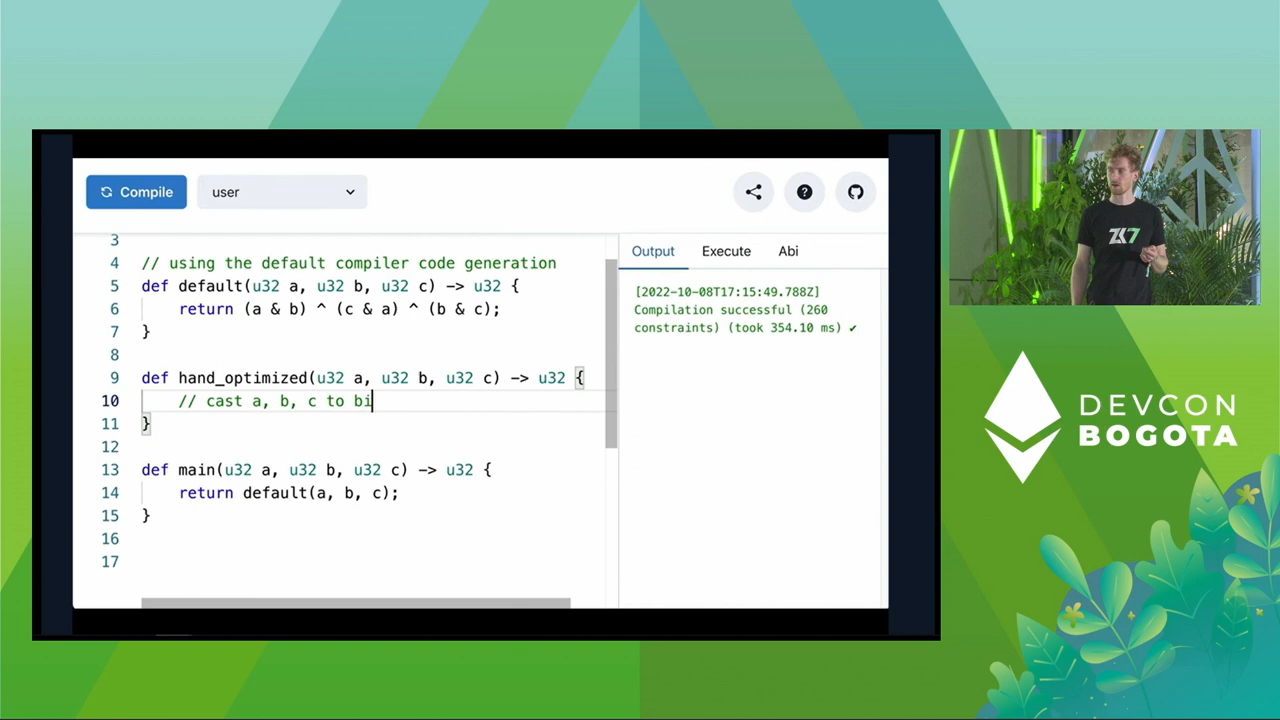 Compile
user
3
4 // using the default compiler code generation
5 def default(u32 a, u32 b, u32 c) -> u32 {
6 return (a & b) ^ (c & a) ^ (b & c);
7 }
8
9 def hand_optimized(u32 a, u32 b, u32 c) -> u32 {
10 // cast a, b, c to bi
11 }
12
13 def main(u32 a, u32 b, u32 c) -> u32 {
14 return default(a, b, c);
15 }
16
17
Output Execute Abi
[2022-10-08T17:15:49.788Z]
Compilation successful (260
constraints) (took 354.10 ms) ✔
ZK7
DEVCON
BOGOTA